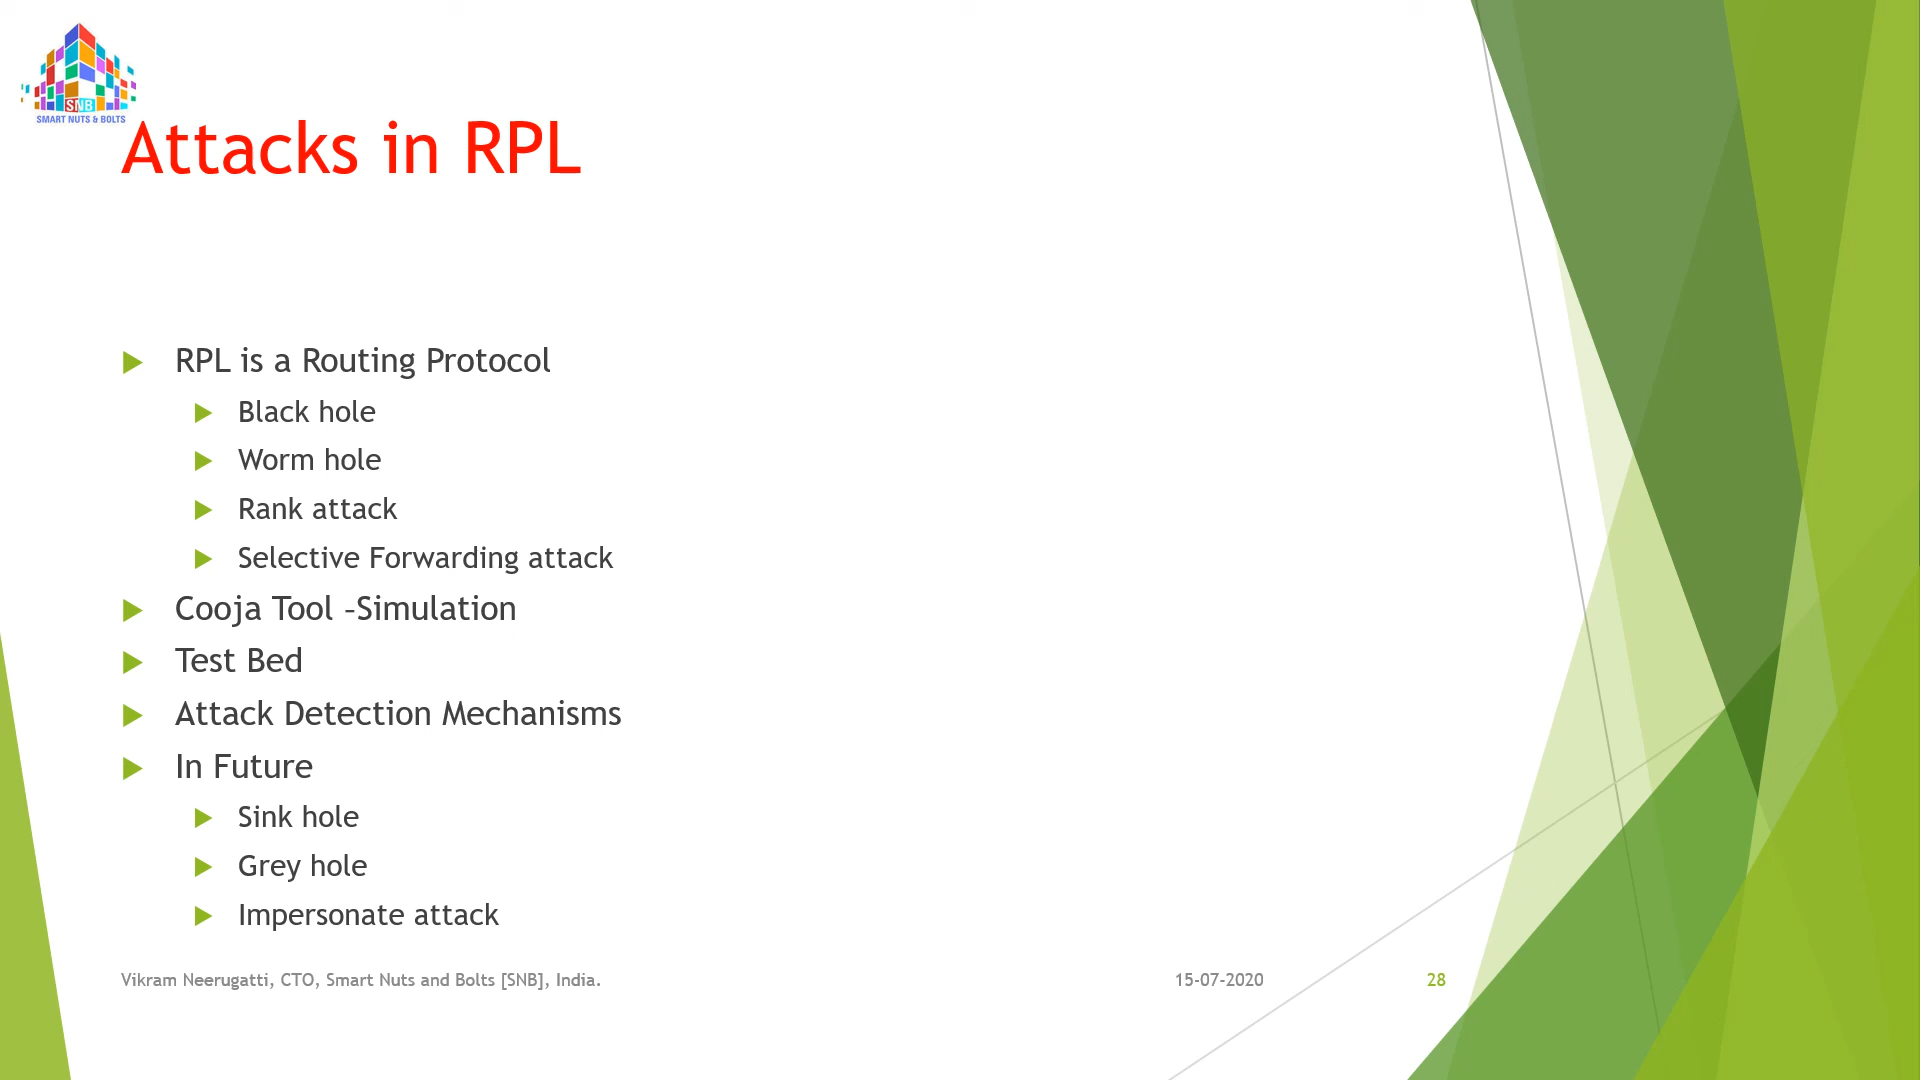 SNB
SMART NUTS & BOLTS
Attacks in RPL
RPL is a Routing Protocol
Black hole
Worm hole
Rank attack
Selective Forwarding attack
Cooja Tool –Simulation
Test Bed
Attack Detection Mechanisms
In Future
Sink hole
Grey hole
Impersonate attack
Vikram Neerugatti, CTO, Smart Nuts and Bolts [SNB], India.
15-07-2020
28